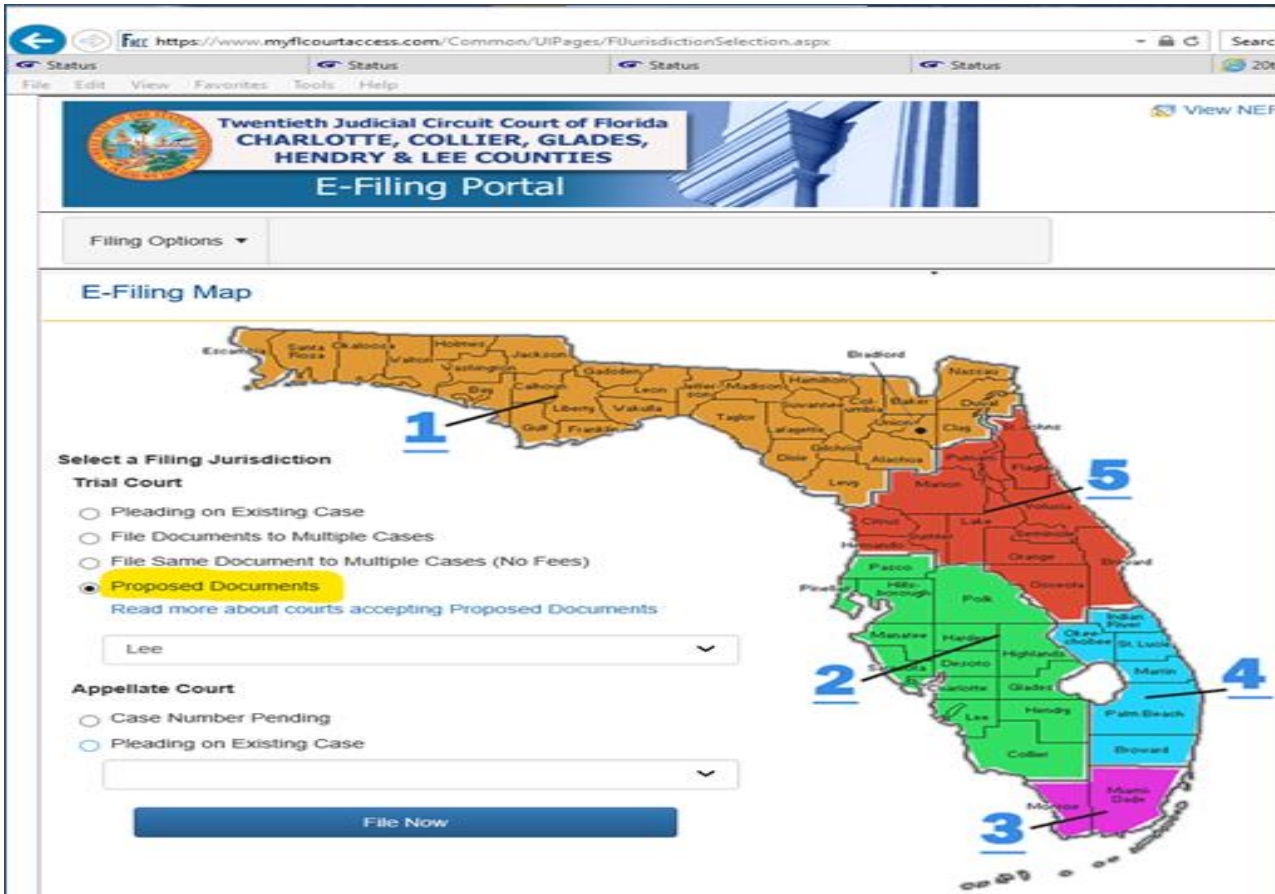 https://www.myflcourtaccess.com/Common/UIPages/FlJurisdictionSelection.aspx
Searc
Status
Status
Status
Status
20t
File Edit View Favorites Tools Help
Twentieth Judicial Circuit Court of Florida
CHARLOTTE, COLLIER, GLADES,
HENDRY & LEE COUNTIES
E-Filing Portal
View NEF
Filing Options
E-Filing Map
Escambia
Santa Rosa
Okaloosa
Walton
Holmes
Washington
Jackson
Bay
Calhoun
Gulf
Liberty
Gadsden
Franklin
Leon
Wakulla
Jefferson
Madison
Taylor
Hamilton
Suwannee
Lafayette
Dixie
Columbia
Gilchrist
Levy
Baker
Union
Bradford
Alachua
Nassau
Duval
Clay
1
Select a Filing Jurisdiction
Trial Court
Pleading on Existing Case
File Documents to Multiple Cases
File Same Document to Multiple Cases (No Fees)
Proposed Documents
Read more about courts accepting Proposed Documents
Lee
Appellate Court
Case Number Pending
Pleading on Existing Case
File Now
St. Johns
Putnam
Flagler
Marion
Volusia
Citrus
Sumter
Lake
Seminole
Hernando
Orange
Osceola
5
Pasco
Pinellas
Hills-
borough
Polk
Manatee
Hardee
Highlands
Desoto
Charlotte
Glades
Lee
Hendry
Collier
2
Indian
River
Okee-
chobee
St. Lucie
Martin
Palm Beach
Broward
4
Monroe
Miami-
Dade
3